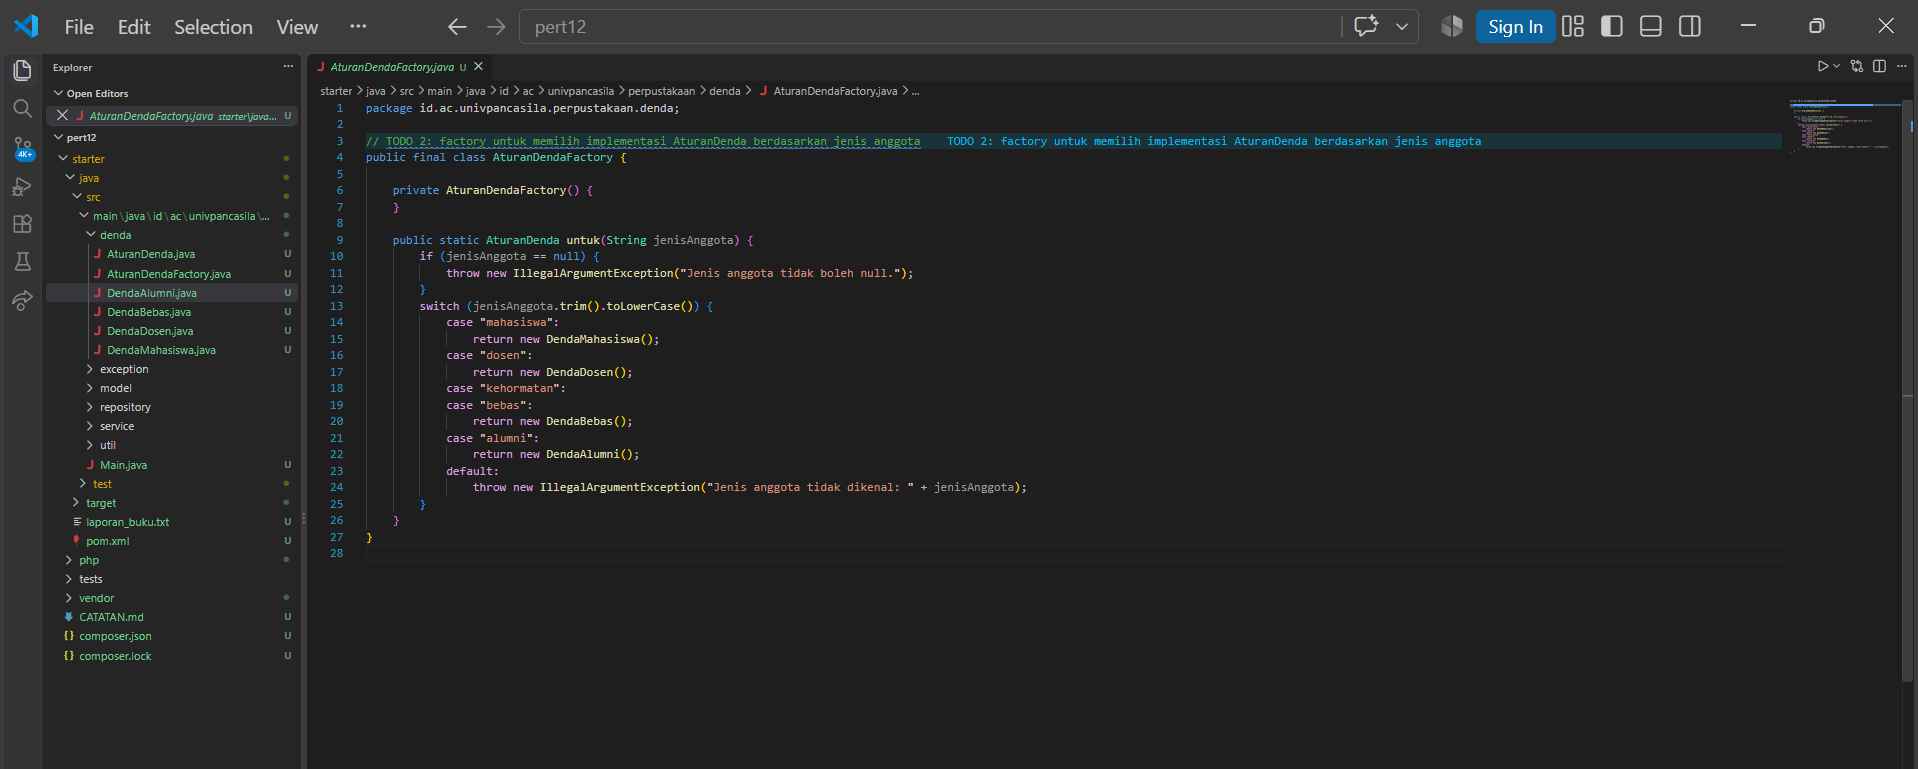 File Edit Selection View ···
pert12
Sign In
Explorer ···
Open Editors
AturanDendaFactory.java starter\java... U
pert12
starter
java
src
main\java\id\ac\univpancasila\...
denda
AturanDenda.java U
AturanDendaFactory.java U
DendaAlumni.java U
DendaBebas.java U
DendaDosen.java U
DendaMahasiswa.java U
exception
model
repository
service
util
Main.java U
test
target
laporan_buku.txt U
pom.xml U
php
tests
vendor
CATATAN.md U
composer.json U
composer.lock U
4K+
AturanDendaFactory.java U
starter > java > src > main > java > id > ac > univpancasila > perpustakaan > denda > AturanDendaFactory.java > ...
1 package id.ac.univpancasila.perpustakaan.denda;
2
3 // TODO 2: factory untuk memilih implementasi AturanDenda berdasarkan jenis anggota TODO 2: factory untuk memilih implementasi AturanDenda berdasarkan jenis anggota
4 public final class AturanDendaFactory {
5
6 private AturanDendaFactory() {
7 }
8
9 public static AturanDenda untuk(String jenisAnggota) {
10 if (jenisAnggota == null) {
11 throw new IllegalArgumentException("Jenis anggota tidak boleh null.");
12 }
13 switch (jenisAnggota.trim().toLowerCase()) {
14 case "mahasiswa":
15 return new DendaMahasiswa();
16 case "dosen":
17 return new DendaDosen();
18 case "kehormatan":
19 case "bebas":
20 return new DendaBebas();
21 case "alumni":
22 return new DendaAlumni();
23 default:
24 throw new IllegalArgumentException("Jenis anggota tidak dikenal: " + jenisAnggota);
25 }
26 }
27 }
28